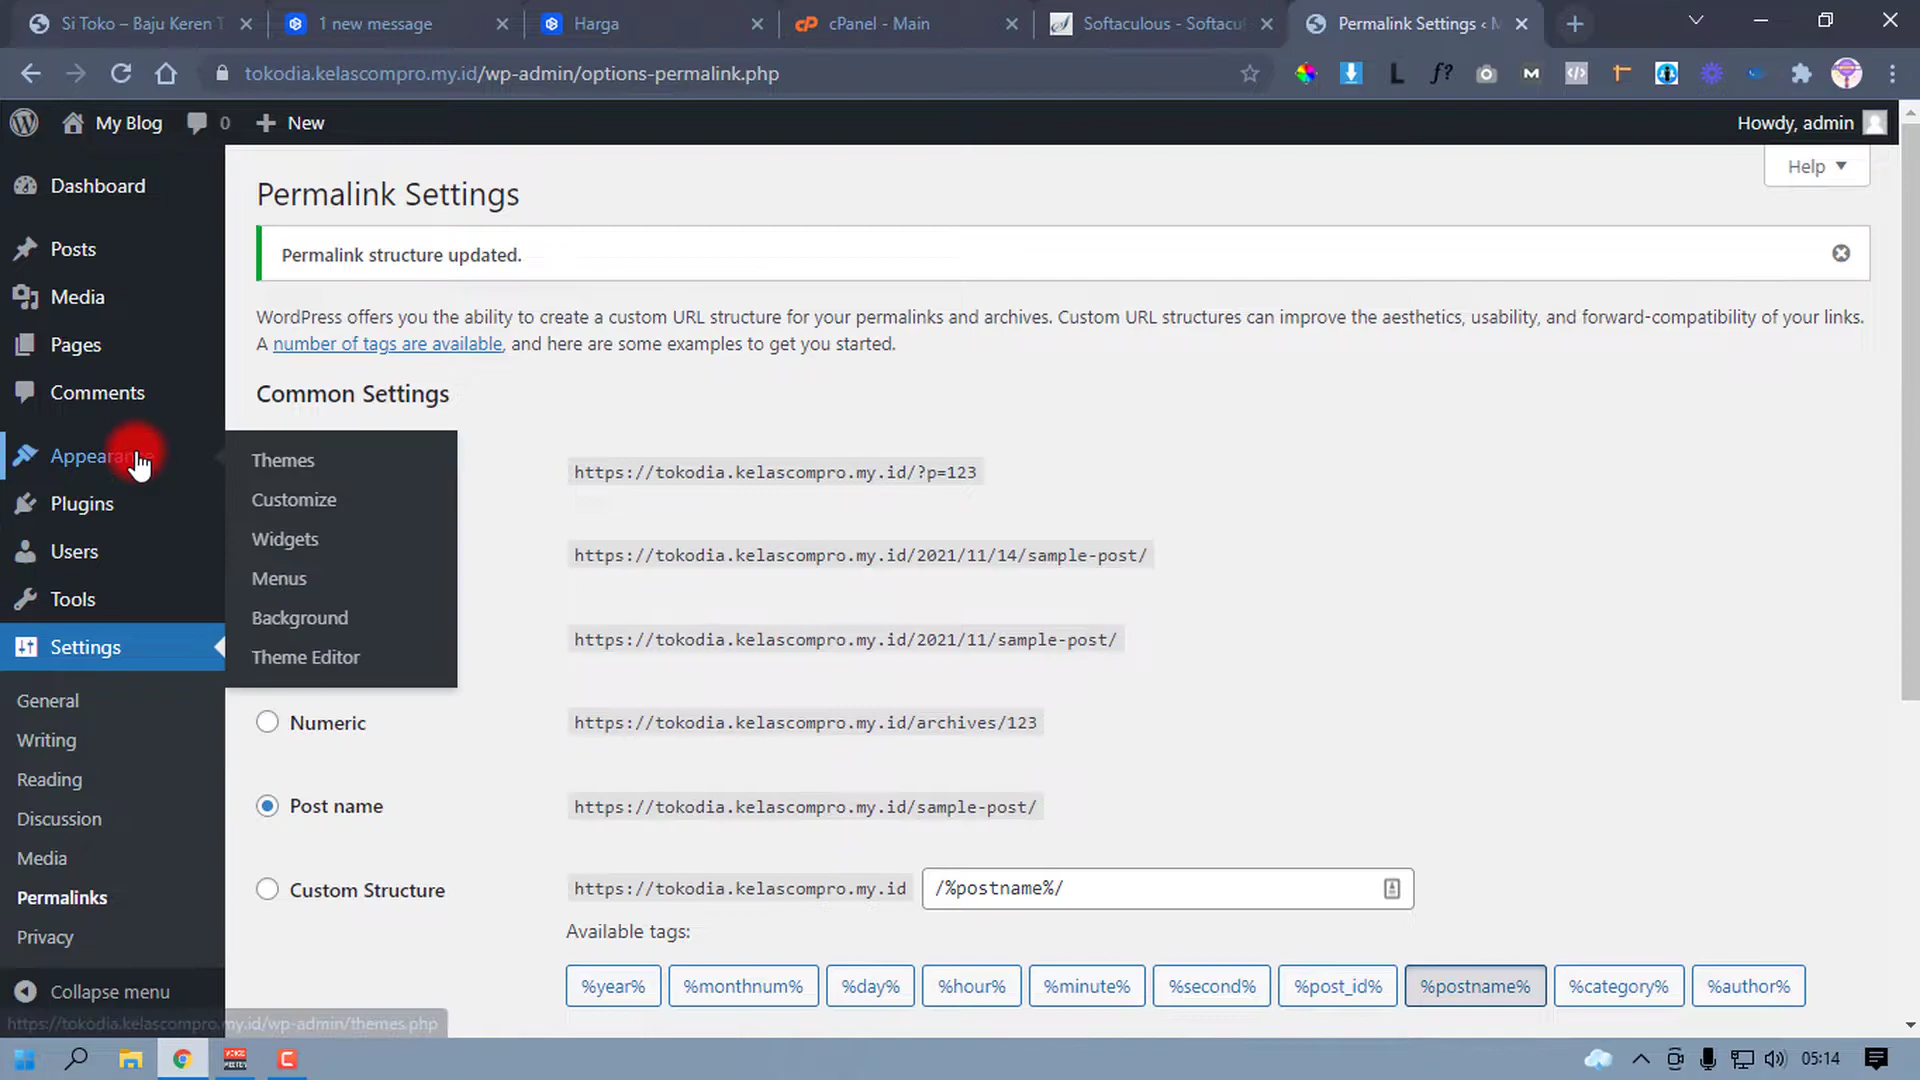 Si Toko – Baju Keren T
1 new message
Harga
cPanel - Main
Softaculous - Softacu
Permalink Settings ‹ M
tokodia.kelascompro.my.id/wp-admin/options-permalink.php
My Blog
0
New
Howdy, admin
Help
Dashboard
Posts
Media
Pages
Comments
Appearance
Plugins
Users
Tools
Settings
General
Writing
Reading
Discussion
Media
Permalinks
Privacy
Collapse menu
Themes
Customize
Widgets
Menus
Background
Theme Editor
Permalink Settings
Permalink structure updated.
WordPress offers you the ability to create a custom URL structure for your permalinks and archives. Custom URL structures can improve the aesthetics, usability, and forward-compatibility of your links.
A number of tags are available, and here are some examples to get you started.
Common Settings
https://tokodia.kelascompro.my.id/?p=123
https://tokodia.kelascompro.my.id/2021/11/14/sample-post/
https://tokodia.kelascompro.my.id/2021/11/sample-post/
Numeric
https://tokodia.kelascompro.my.id/archives/123
Post name
https://tokodia.kelascompro.my.id/sample-post/
Custom Structure
https://tokodia.kelascompro.my.id
/%postname%/
Available tags:
%year%
%monthnum%
%day%
%hour%
%minute%
%second%
%post_id%
%postname%
%category%
%author%
https://tokodia.kelascompro.my.id/wp-admin/themes.php
05:14